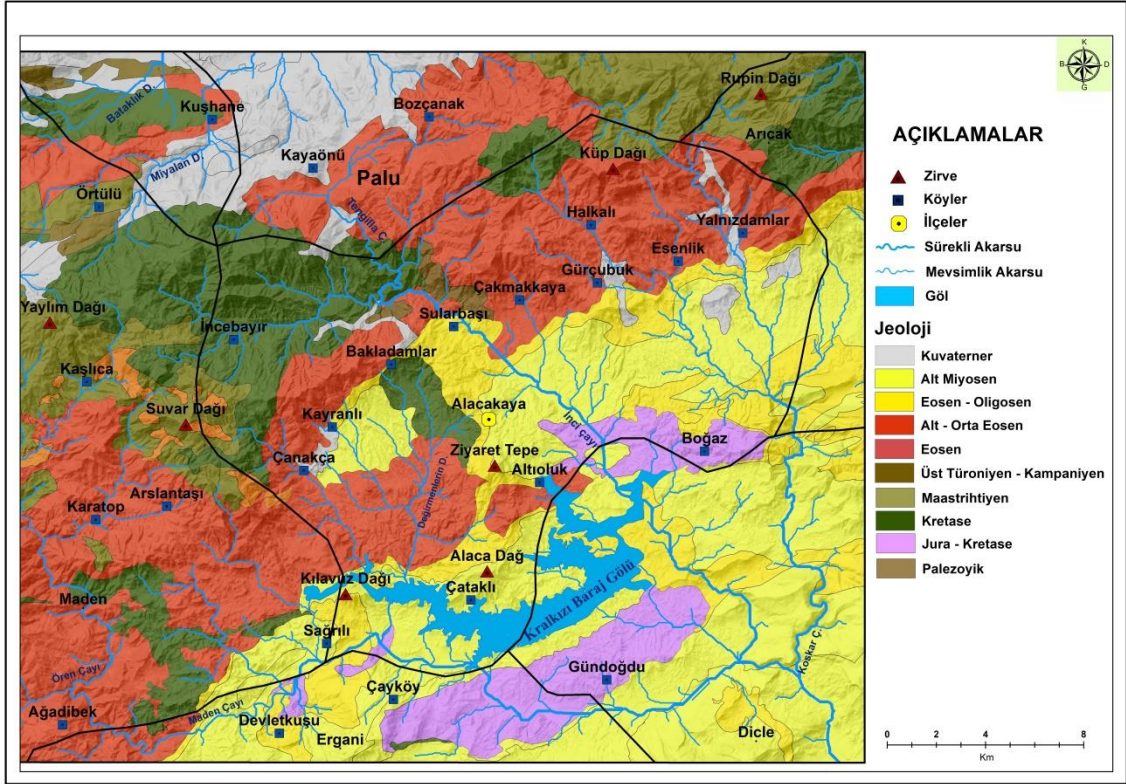 K
B D
G
Rupin Dağı
Bataklık D.
Kuşhane
Bozçanak
Arıcak
Miyalan D.
Kayaönü
Küp Dağı
Palu
Örtülü
Tengilla Ç.
Halkalı
Yalnızdamlar
Esenlik
Gürçubuk
Çakmakkaya
Yaylım Dağı
Sularbaşı
İncebayır
Bakladamlar
Kaşlıca
Suvar Dağı
Alacakaya
Kayranlı
İnci çayı
Boğaz
Ziyaret Tepe
Çanakça
Altıoluk
Değirmenlerin D.
Arslantaşı
Karatop
Alaca Dağ
Kılavuz Dağı
Çataklı
Maden
Kralkızı Baraj Gölü
Sağrılı
Koskar Ç.
Ören Çayı
Gündoğdu
Çayköy
Maden Çayı
Ağadibek
Devletkuşu
Ergani
Dicle
AÇIKLAMALAR
Zirve
Köyler
İlçeler
Sürekli Akarsu
Mevsimlik Akarsu
Göl
Jeoloji
Kuvaterner
Alt Miyosen
Eosen - Oligosen
Alt - Orta Eosen
Eosen
Üst Türoniyen - Kampaniyen
Maastrihtiyen
Kretase
Jura - Kretase
Palezoyik
0 2 4 8
Km